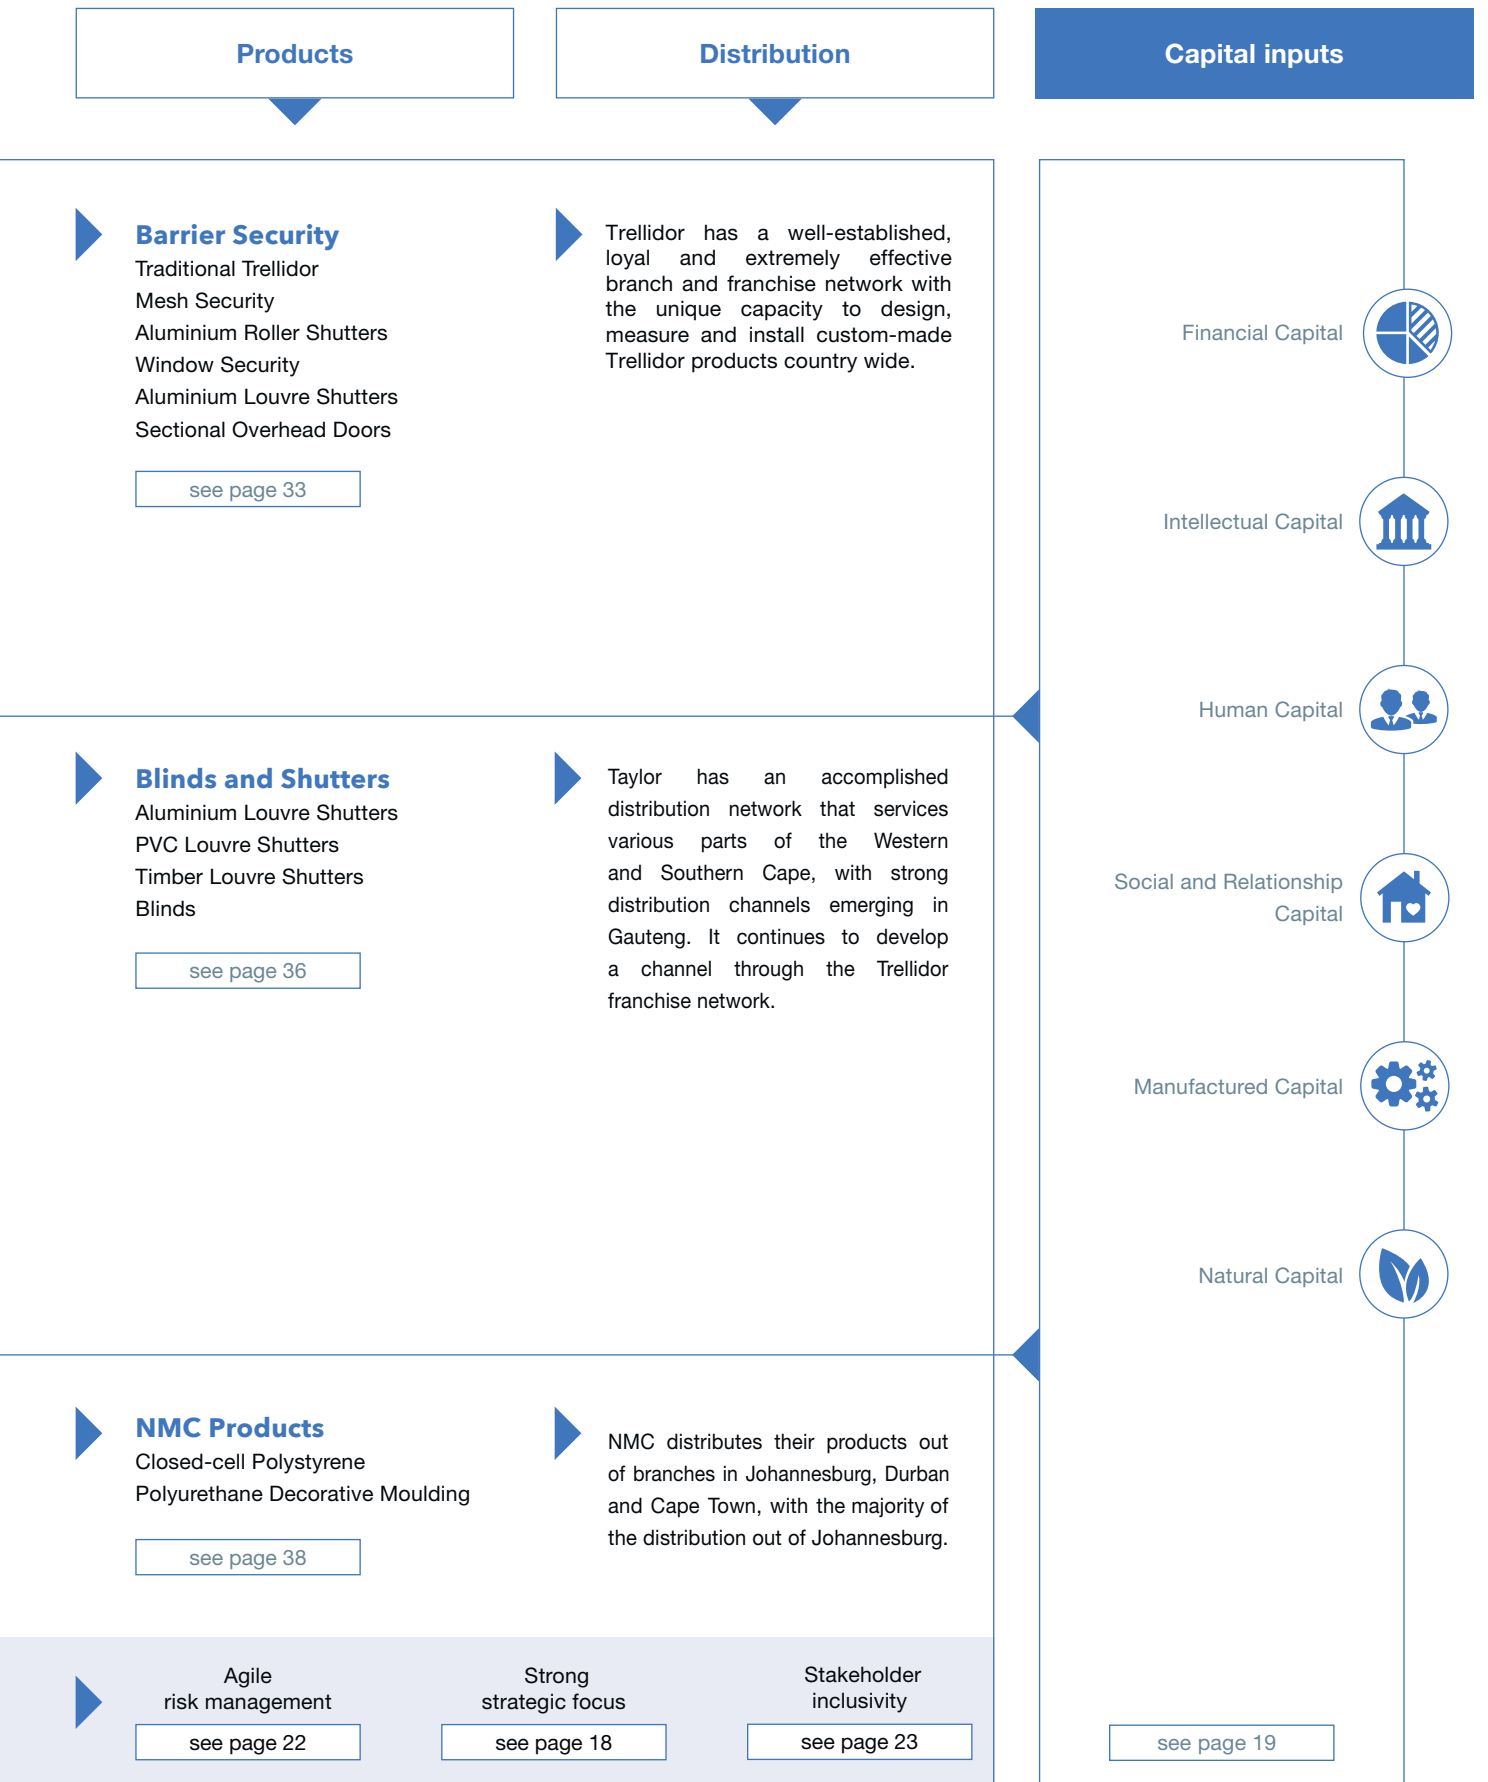 Products
Distribution
Capital inputs
Barrier Security
Traditional Trellidor
Mesh Security
Aluminium Roller Shutters
Window Security
Aluminium Louvre Shutters
Sectional Overhead Doors
see page 33
Trellidor has a well-established,
loyal and extremely effective
branch and franchise network with
the unique capacity to design,
measure and install custom-made
Trellidor products country wide.
Blinds and Shutters
Aluminium Louvre Shutters
PVC Louvre Shutters
Timber Louvre Shutters
Blinds
see page 36
Taylor has an accomplished
distribution network that services
various parts of the Western
and Southern Cape, with strong
distribution channels emerging in
Gauteng. It continues to develop
a channel through the Trellidor
franchise network.
NMC Products
Closed-cell Polystyrene
Polyurethane Decorative Moulding
see page 38
NMC distributes their products out
of branches in Johannesburg, Durban
and Cape Town, with the majority of
the distribution out of Johannesburg.
Agile
risk management
see page 22
Strong
strategic focus
see page 18
Stakeholder
inclusivity
see page 23
Financial Capital
Intellectual Capital
Human Capital
Social and Relationship
Capital
Manufactured Capital
Natural Capital
see page 19